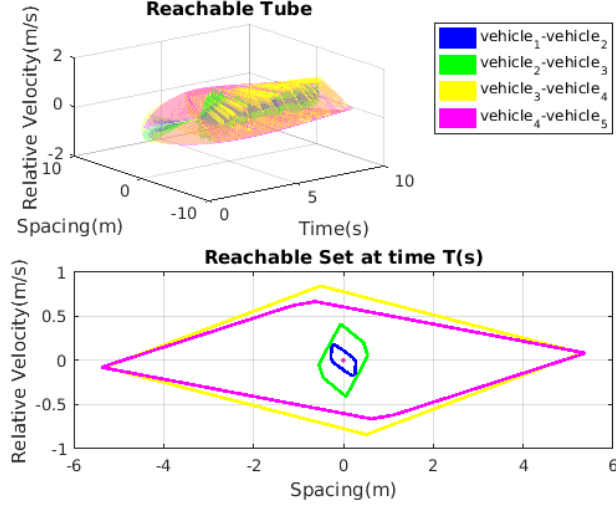 Reachable Tube
Relative Velocity(m/s)
2
0
-2
10
0
-10
Spacing(m)
0
5
10
Time(s)
vehicle₁-vehicle₂
vehicle₂-vehicle₃
vehicle₃-vehicle₄
vehicle₄-vehicle₅
Reachable Set at time T(s)
Relative Velocity(m/s)
1
0.5
0
-0.5
-1
-6
-4
-2
0
2
4
6
Spacing(m)